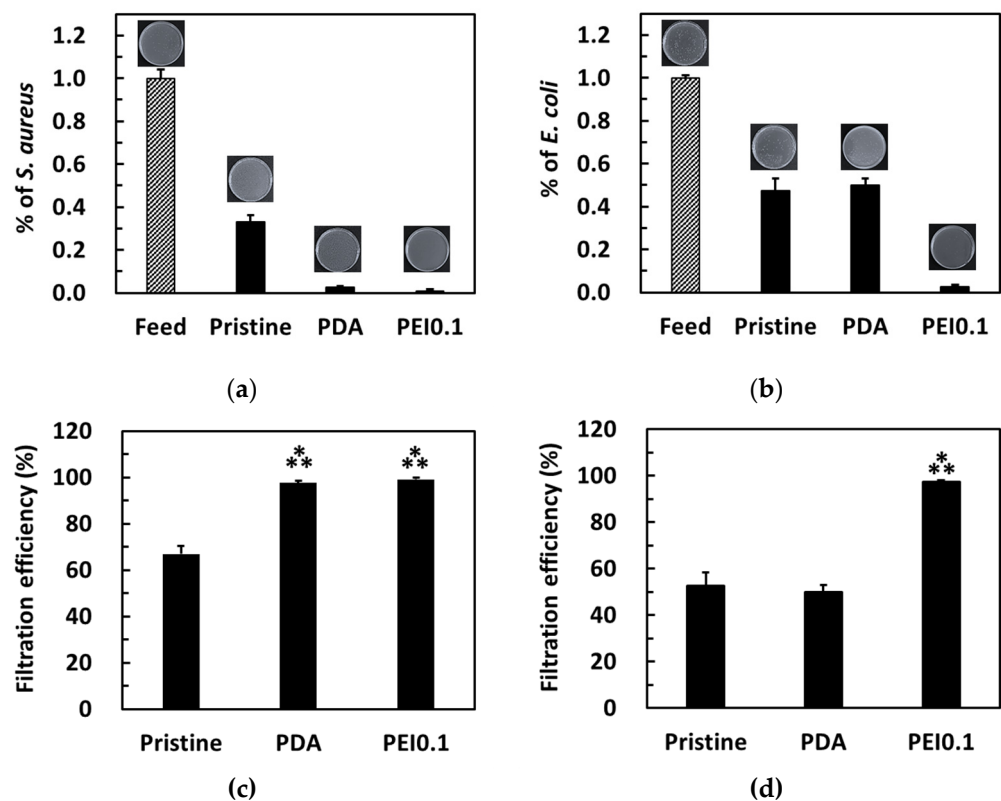 % of S. aureus
1.2
1.0
0.8
0.6
0.4
0.2
0.0
Feed Pristine PDA PEI0.1
(a)
% of E. coli
1.2
1.0
0.8
0.6
0.4
0.2
0.0
Feed Pristine PDA PEI0.1
(b)
Filtration efficiency (%)
120
100
80
60
40
20
0
*
**
*
**
Pristine PDA PEI0.1
(c)
Filtration efficiency (%)
120
100
80
60
40
20
0
*
**
Pristine PDA PEI0.1
(d)